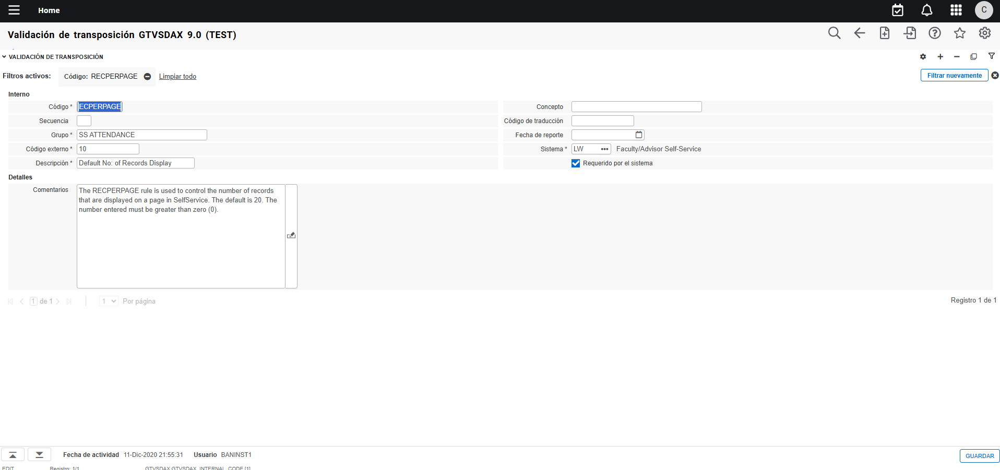 Home
C
Validación de transposición GTVSDAX 9.0 (TEST)
VALIDACIÓN DE TRANSPOSICIÓN
Filtros activos: Código: RECPERPAGE Limpiar todo
Filtrar nuevamente
Interno
Código * ECPERPAGE
Concepto
Secuencia
Código de traducción
Grupo * SS ATTENDANCE
Fecha de reporte
Código externo * 10
Sistema * LW ••• Faculty/Advisor Self-Service
Descripción * Default No: of Records Display
Requerido por el sistema
Detalles
Comentarios
The RECPERPAGE rule is used to control the number of records
that are displayed on a page in SelfService. The default is 20. The
number entered must be greater than zero (0).
1 de 1
1 Por página
Registro 1 de 1
Fecha de actividad 11-Dic-2020 21:55:31 Usuario BANINST1
GUARDAR
EDIT Registro: 1/1 GTVSDAX.GTVSDAX_INTERNAL_CODE [1]